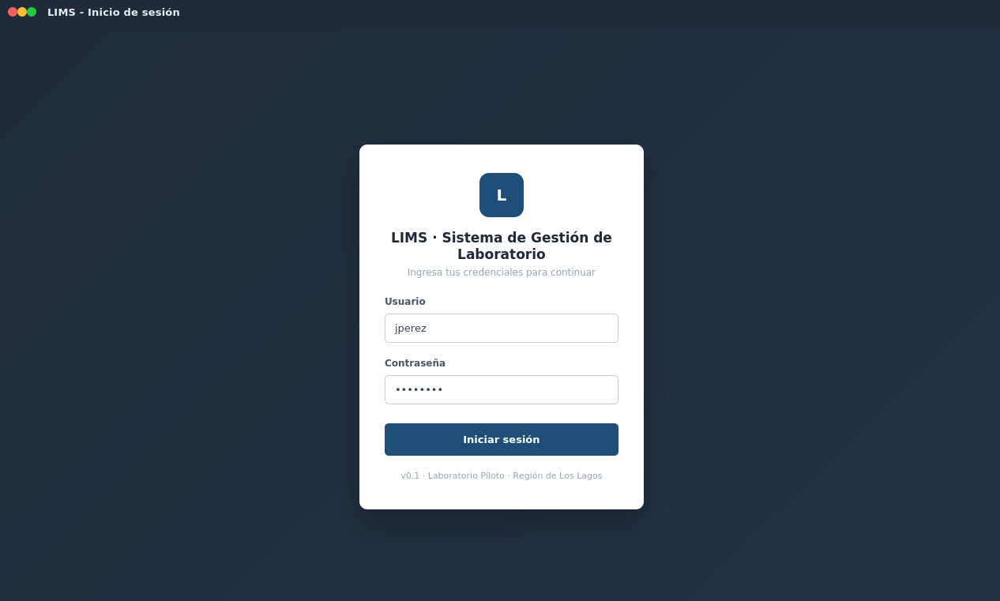 LIMS - Inicio de sesión
L
LIMS · Sistema de Gestión de
Laboratorio
Ingresa tus credenciales para continuar
Usuario
jperez
Contraseña
••••••••
Iniciar sesión
v0.1 · Laboratorio Piloto · Región de Los Lagos